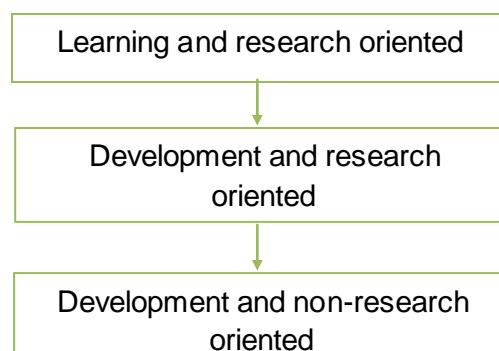 Learning and research oriented
Development and research
oriented
Development and non-research
oriented